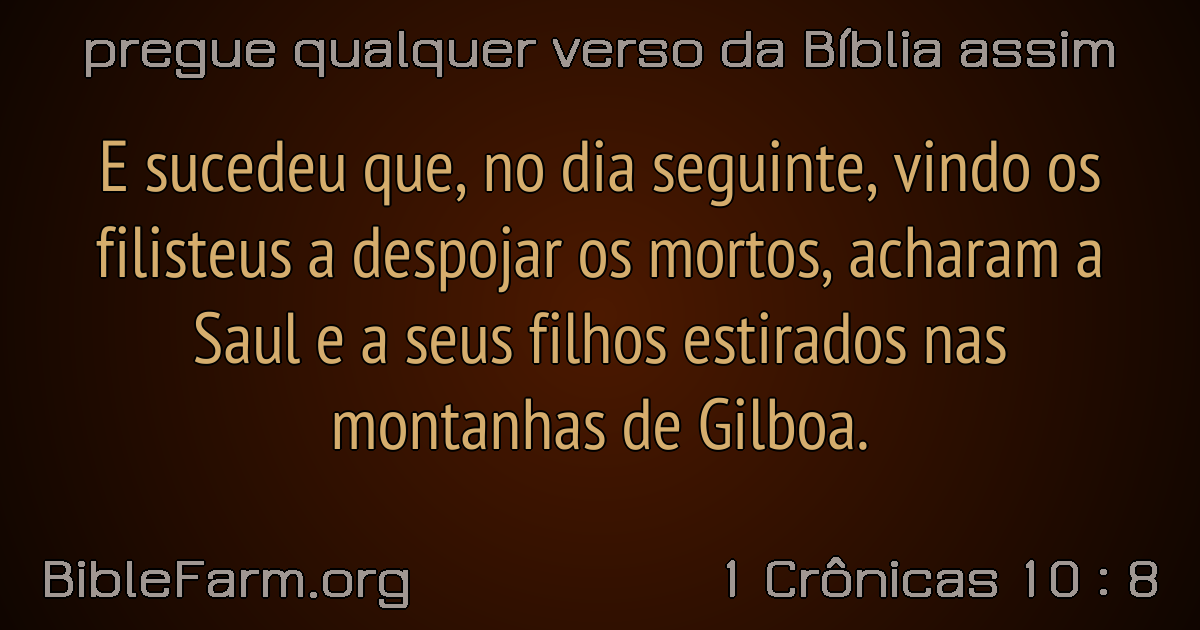 pregue qualquer verso da Bíblia assim
E sucedeu que, no dia seguinte, vindo os
filisteus a despojar os mortos, acharam a
Saul e a seus filhos estirados nas
montanhas de Gilboa.
BibleFarm.org
1 Crônicas 10 : 8